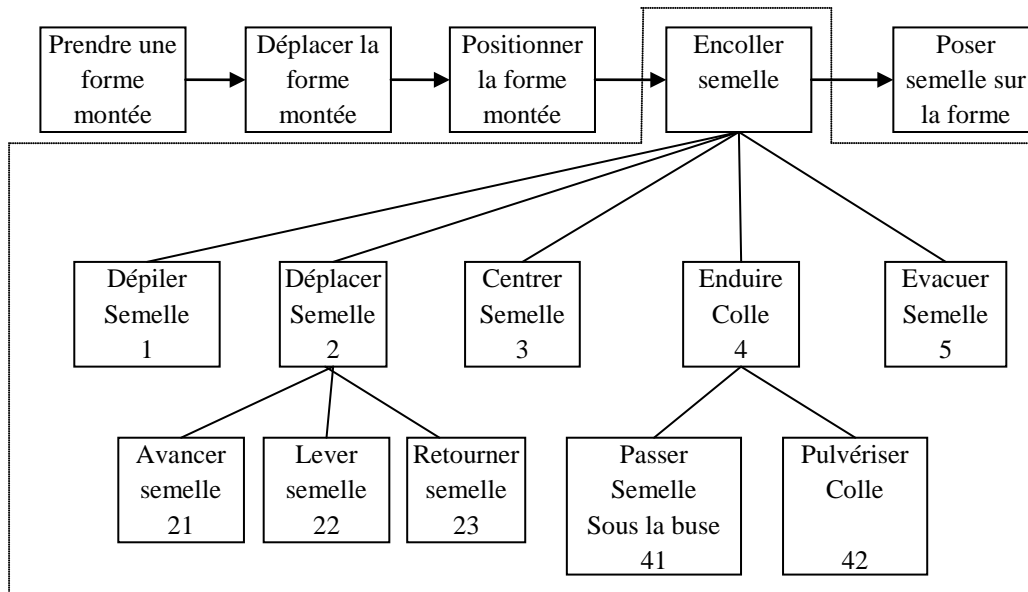 Prendre une
forme
montée
Déplacer la
forme
montée
Positionner
la forme
montée
Encoller
semelle
Poser
semelle sur
la forme
Dépiler
Semelle
1
Déplacer
Semelle
2
Centrer
Semelle
3
Enduire
Colle
4
Evacuer
Semelle
5
Avancer
semelle
21
Lever
semelle
22
Retourner
semelle
23
Passer
Semelle
Sous la buse
41
Pulvériser
Colle
42